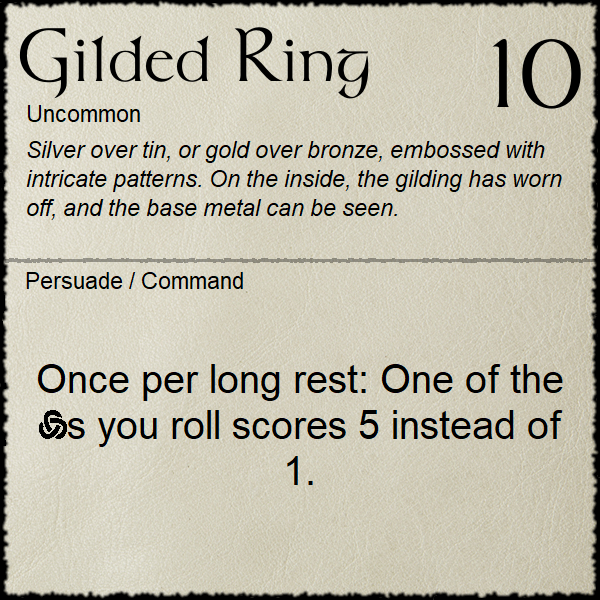 Gilded Ring
10
Uncommon
Silver over tin, or gold over bronze, embossed with
intricate patterns. On the inside, the gilding has worn
off, and the base metal can be seen.
Persuade / Command
Once per long rest: One of the
s you roll scores 5 instead of
1.